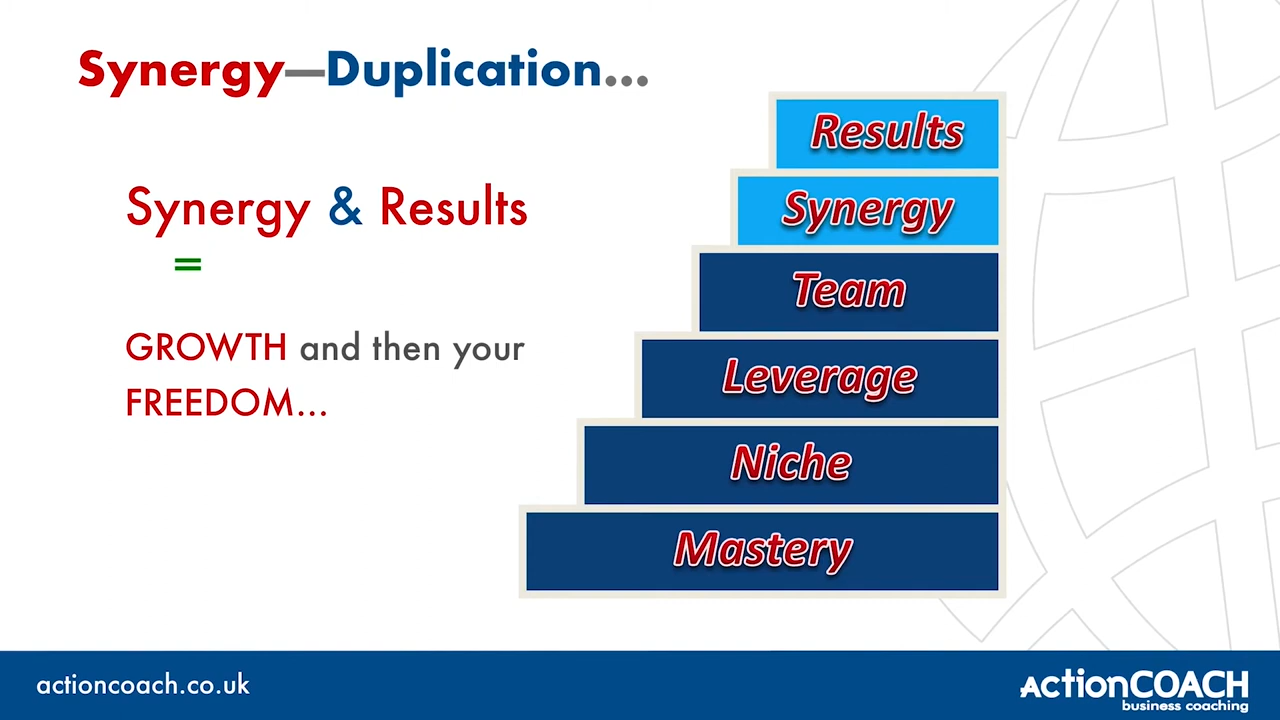 Synergy—Duplication...
Synergy & Results
=
GROWTH and then your
FREEDOM...
Results
Synergy
Team
Leverage
Niche
Mastery
actioncoach.co.uk
ActionCOACH
business coaching